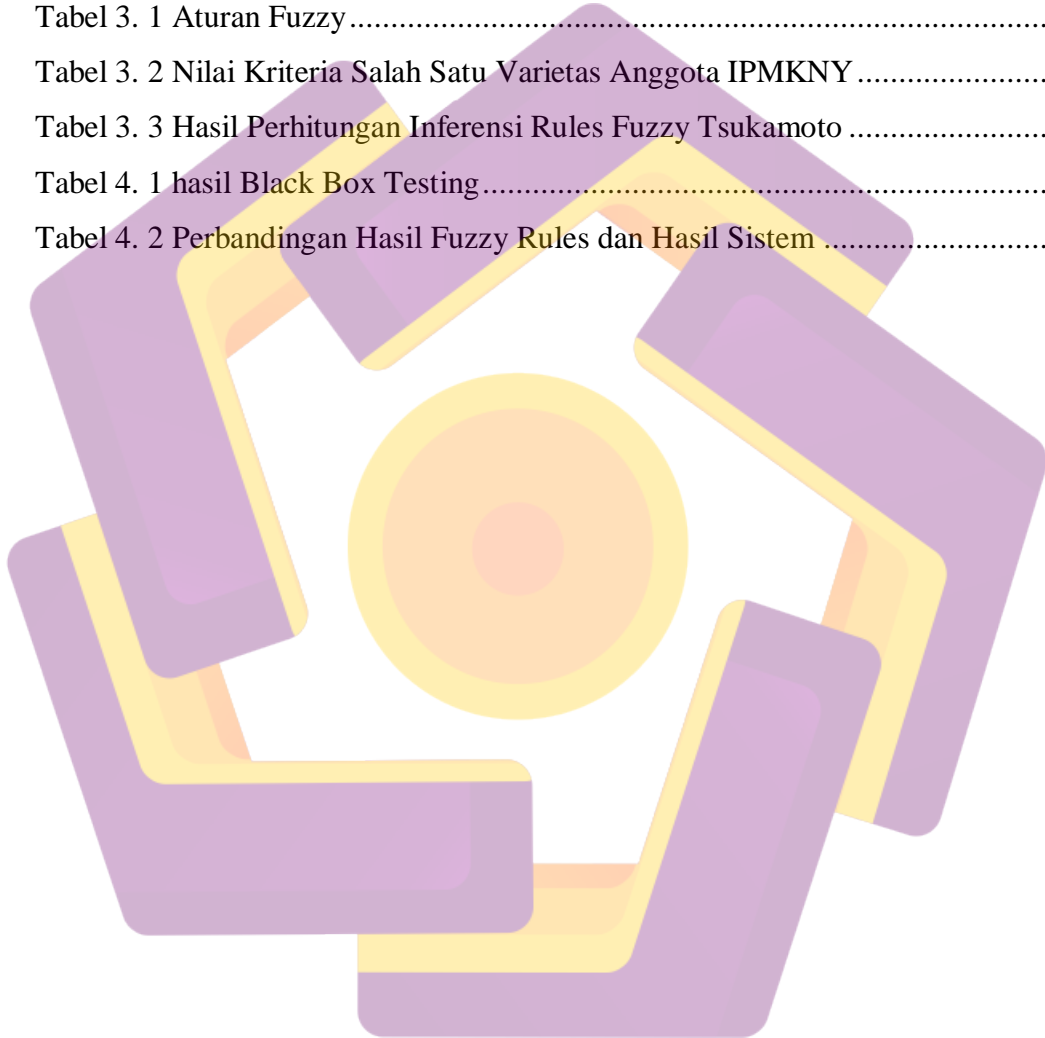 Tabel 3. 1 Aturan Fuzzy...............................................................................................
Tabel 3. 2 Nilai Kriteria Salah Satu Varietas Anggota IPMKNY.........................
Tabel 3. 3 Hasil Perhitungan Inferensi Rules Fuzzy Tsukamoto ..........................
Tabel 4. 1 hasil Black Box Testing..........................................................................
Tabel 4. 2 Perbandingan Hasil Fuzzy Rules dan Hasil Sistem .............................